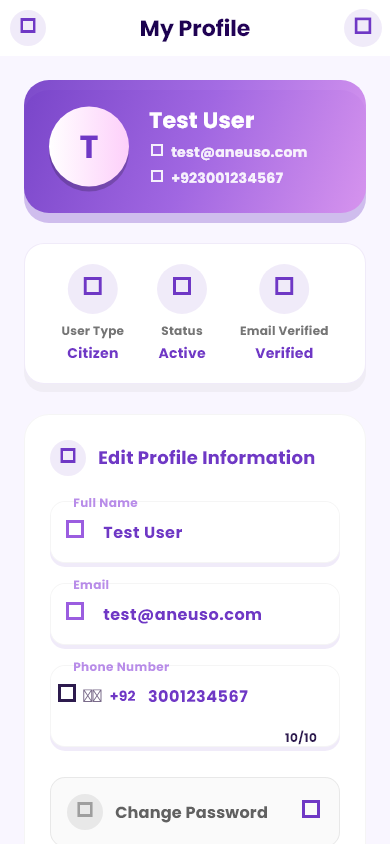 My Profile
T
Test User
test@aneuso.com
+923001234567
User Type
Status
Email Verified
Citizen
Active
Verified
Edit Profile Information
Full Name
Test User
Email
test@aneuso.com
Phone Number
+92 3001234567
10/10
Change Password